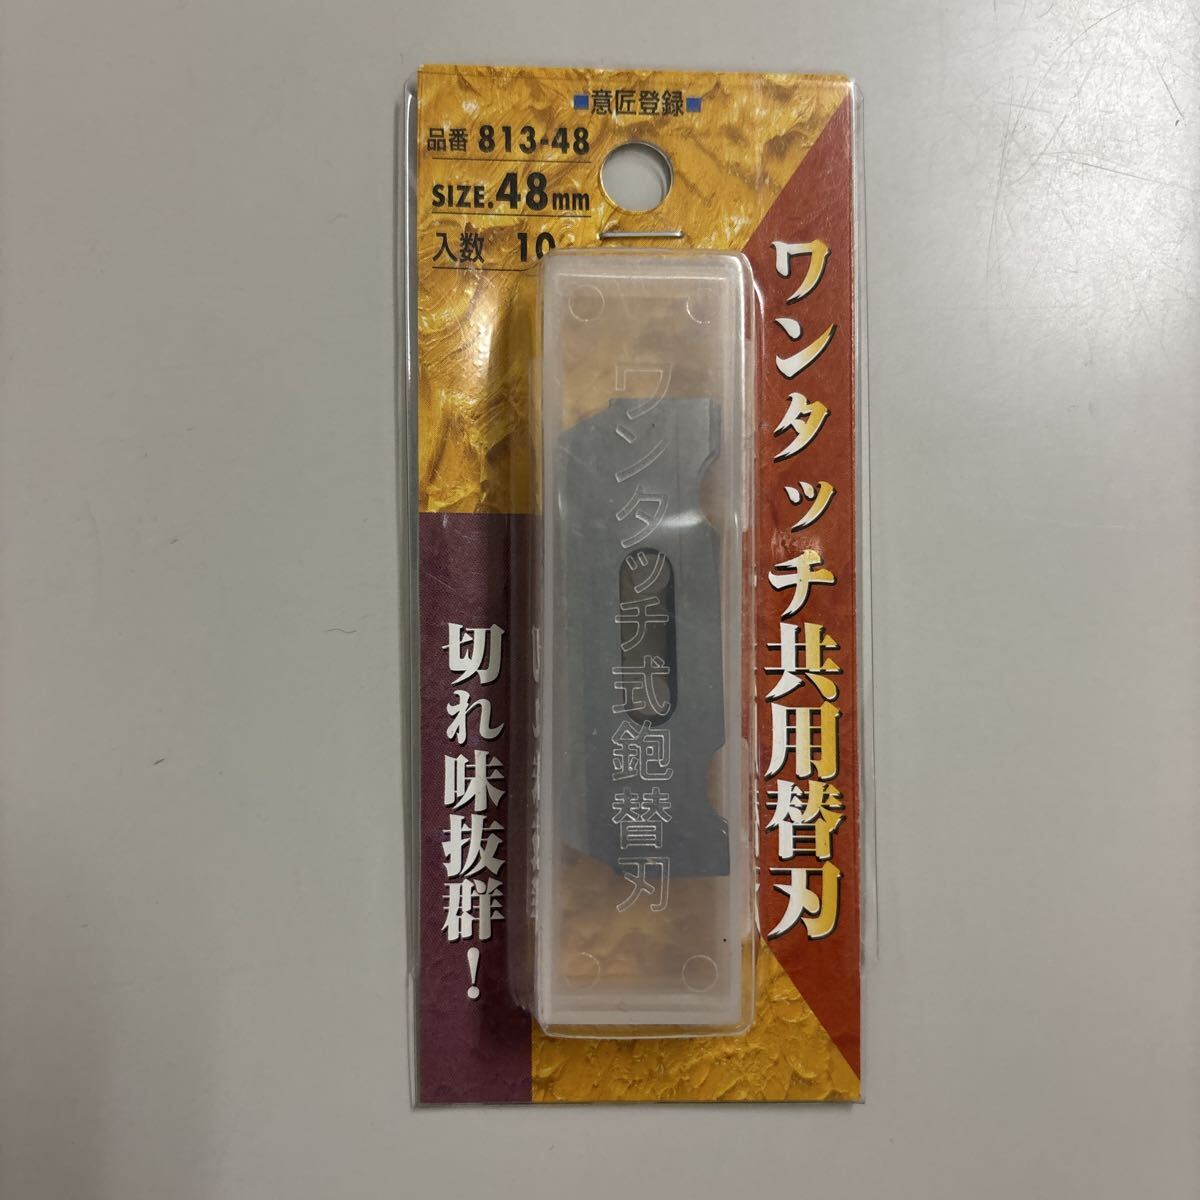 ■意匠登録■
品番 813-48
SIZE.48mm
入数 10
ワンタッチ共用替刃
ワンタッチ式鉋替刃
切れ味抜群!